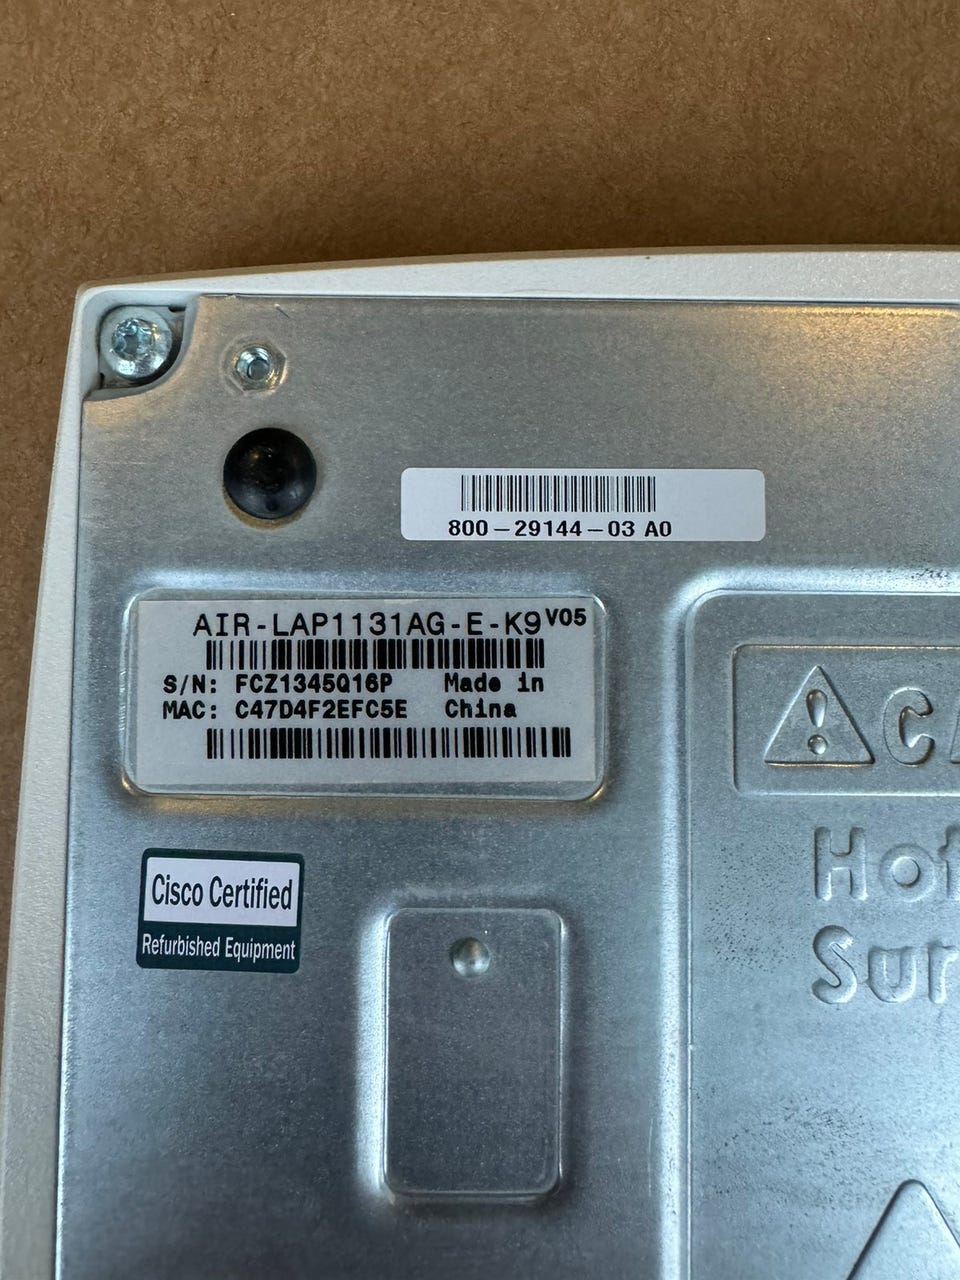 800-29144-03 A0
AIR-LAP1131AG-E-K9 V05
S/N: FCZ1345Q16P Made in
MAC: C47D4F2EFC5E China
Cisco Certified
Refurbished Equipment